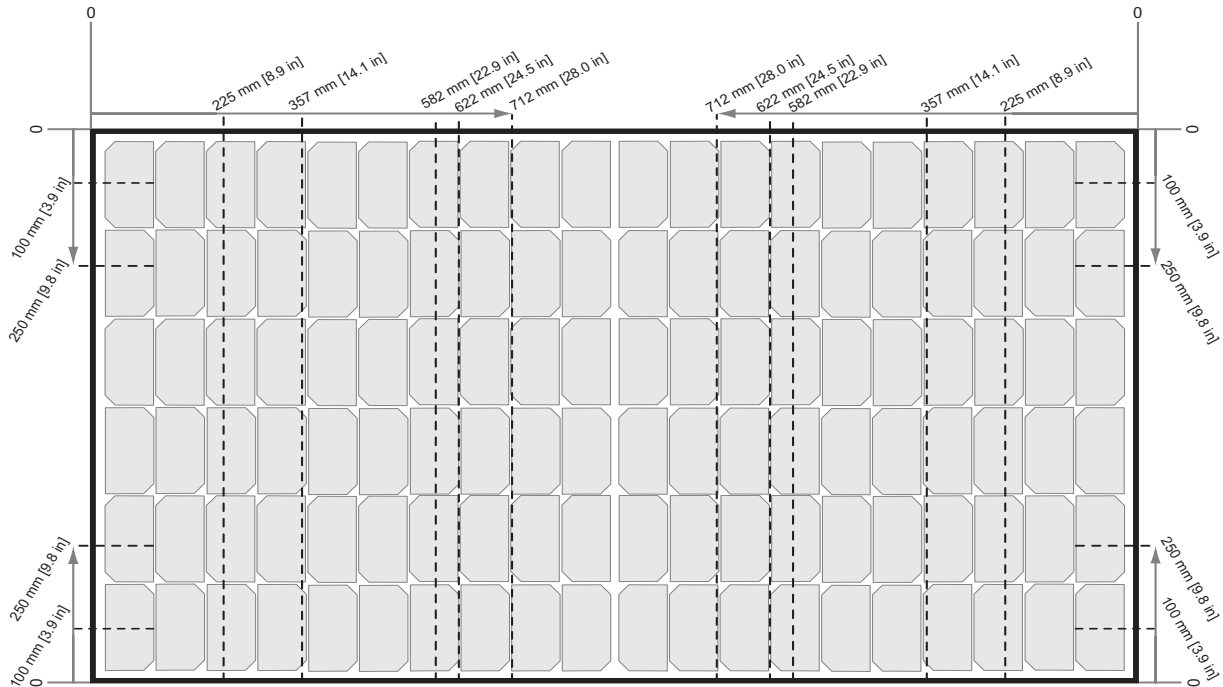 0
0
225 mm [8.9 in]
357 mm [14.1 in]
582 mm [22.9 in]
622 mm [24.5 in]
712 mm [28.0 in]
712 mm [28.0 in]
622 mm [24.5 in]
582 mm [22.9 in]
357 mm [14.1 in]
225 mm [8.9 in]
0
0
100 mm [3.9 in]
100 mm [3.9 in]
250 mm [9.8 in]
250 mm [9.8 in]
250 mm [9.8 in]
250 mm [9.8 in]
100 mm [3.9 in]
100 mm [3.9 in]
0
0